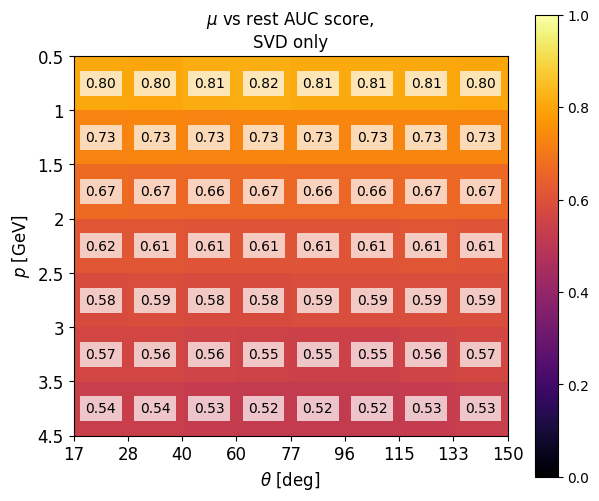 μ vs rest AUC score,
SVD only
0.5
0.80 0.80 0.81 0.82 0.81 0.81 0.81 0.80
1
0.73 0.73 0.73 0.73 0.73 0.73 0.73 0.73
1.5
0.67 0.67 0.66 0.67 0.66 0.66 0.67 0.67
2
0.62 0.61 0.61 0.61 0.61 0.61 0.61 0.61
2.5
0.58 0.59 0.58 0.58 0.59 0.59 0.59 0.59
3
0.57 0.56 0.56 0.55 0.55 0.55 0.56 0.57
3.5
0.54 0.54 0.53 0.52 0.52 0.52 0.53 0.53
4.5
p [GeV]
17 28 40 60 77 96 115 133 150
θ [deg]
1.0
0.8
0.6
0.4
0.2
0.0